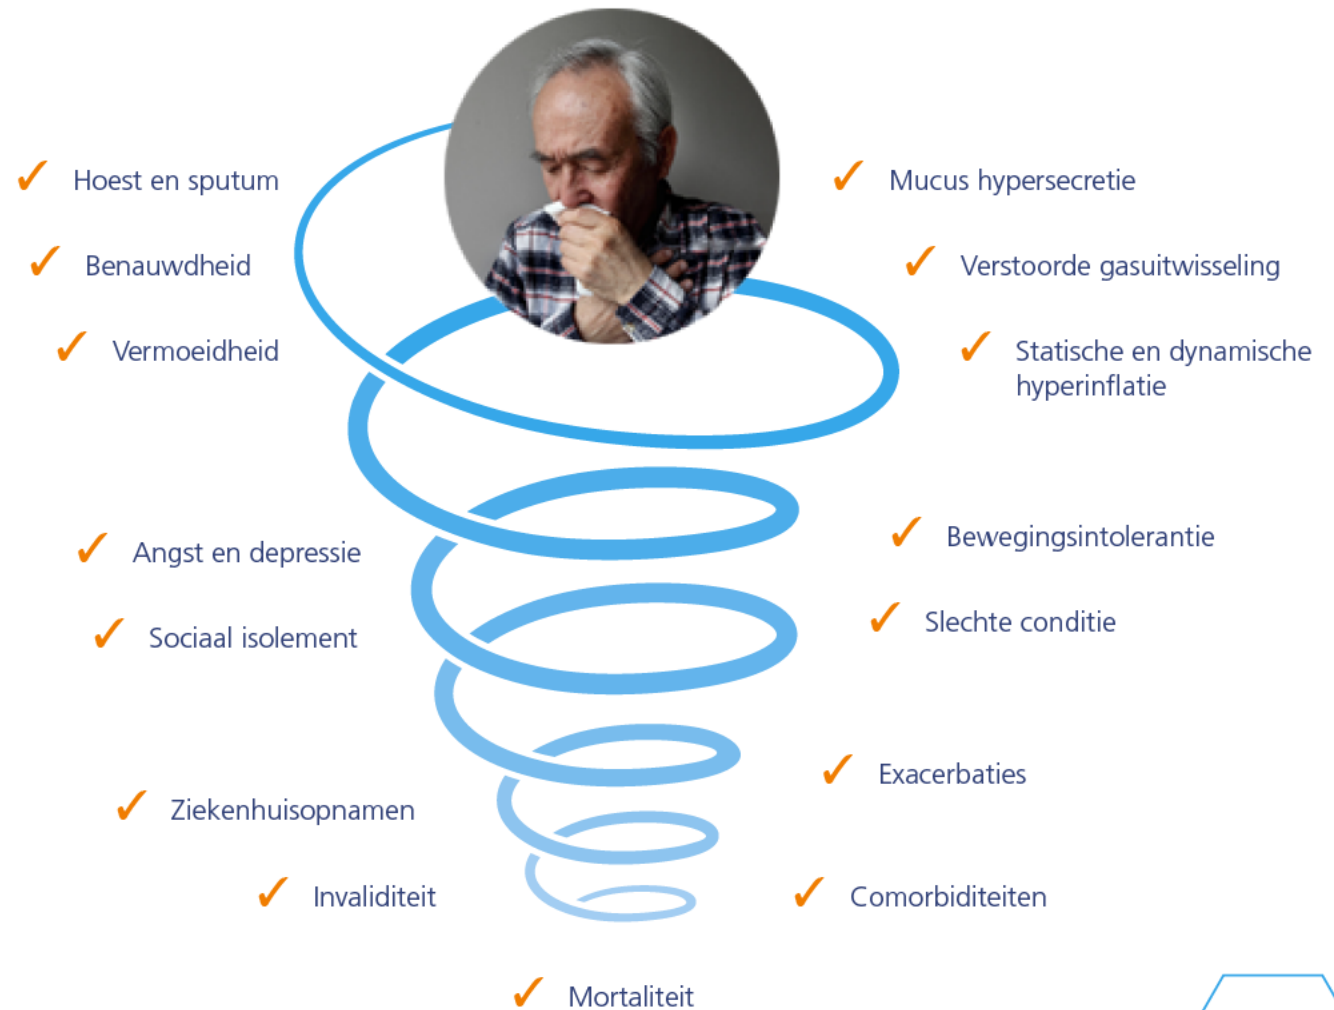 Hoest en sputum
Benauwdheid
Vermoeidheid
Mucus hypersecretie
Verstoorde gasuitwisseling
Statische en dynamische
hyperinflatie
Angst en depressie
Sociaal isolement
Bewegingsintolerantie
Slechte conditie
Ziekenhuisopnamen
Invaliditeit
Exacerbaties
Comorbiditeiten
Mortaliteit